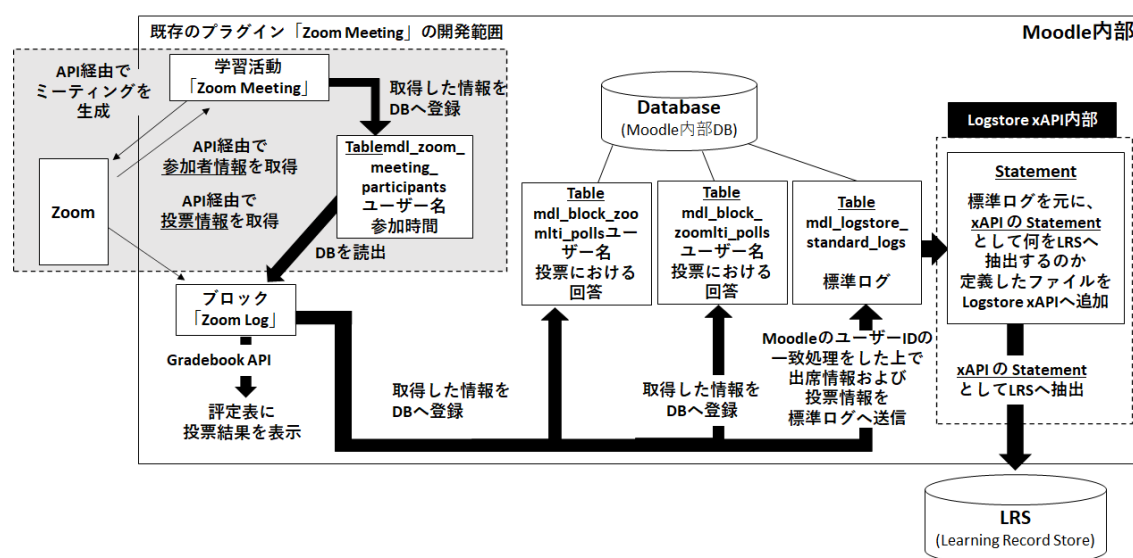 既存のプラグイン「Zoom Meeting」の開発範囲
Moodle内部
API経由で
ミーティングを
生成
学習活動
「Zoom Meeting」
取得した情報を
DBへ登録
API経由で
参加者情報を取得
API経由で
投票情報を取得
Zoom
Tablemdl_zoom_
meeting_
participants
ユーザー名
参加時間
DBを読出
ブロック
「Zoom Log」
Gradebook API
評定表に
投票結果を表示
Database
(Moodle内部DB)
Table
mdl_block_zoo
mlti_pollsユー
ザー名
投票における
回答
Table
mdl_block_
zoomlti_polls
ユーザー名
投票における
回答
Table
mdl_logstore_
standard_logs
標準ログ
取得した情報を
DBへ登録
取得した情報を
DBへ登録
MoodleのユーザーIDの
一致処理をした上で
出席情報および
投票情報を
標準ログへ送信
Logstore xAPI内部
Statement
標準ログを元に、
xAPI の Statement
として何をLRSへ
抽出するのか
定義したファイルを
Logstore xAPIへ追加
xAPI の Statement
としてLRSへ抽出
LRS
(Learning Record Store)